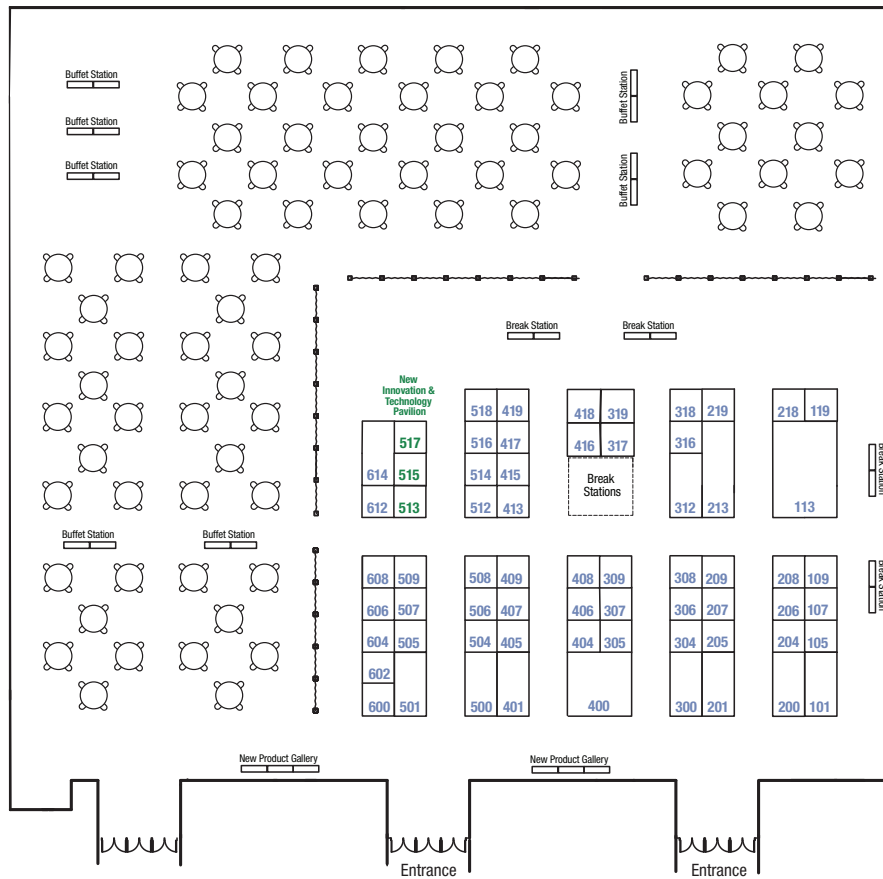 Buffet Station
Buffet Station
Buffet Station
Buffet Station
Buffet Station
Break Station
Break Station
New
Innovation &
Technology
Pavilion
518 419
418 319
318 219
218 119
517
516 417
416 317
316
614 515
514 415
Break
Stations
Break Station
612 513
512 413
312 213
113
Buffet Station
Buffet Station
608 509
508 409
408 309
308 209
208 109
Break Station
606 507
506 407
406 307
306 207
206 107
604 505
504 405
404 305
304 205
204 105
602
600 501
500 401
400
300 201
200 101
New Product Gallery
New Product Gallery
Entrance
Entrance